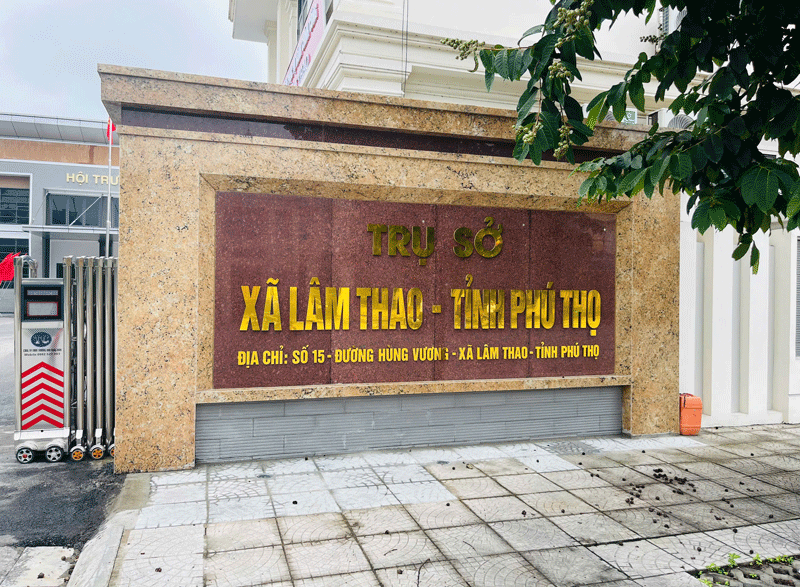 TRỤ SỞ
XÃ LÂM THAO - TỈNH PHÚ THỌ
ĐỊA CHỈ: SỐ 15 - ĐƯỜNG HÙNG VƯƠNG - XÃ LÂM THAO - TỈNH PHÚ THỌ
HỘI TRƯ